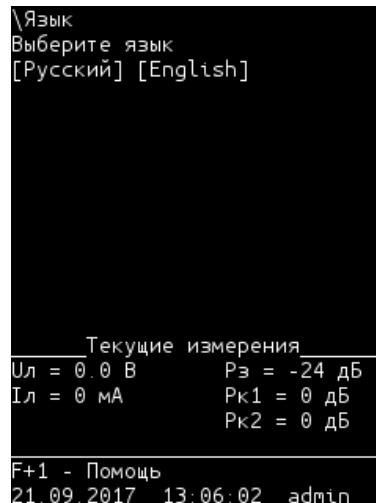 \Язык
Выберите язык
[Русский] [English]
Текущие измерения
Uл = 0.0 В Pз = -24 дБ
Iл = 0 мА Pк1 = 0 дБ
Pк2 = 0 дБ
F+1 - Помощь
21.09.2017 13:06:02 admin